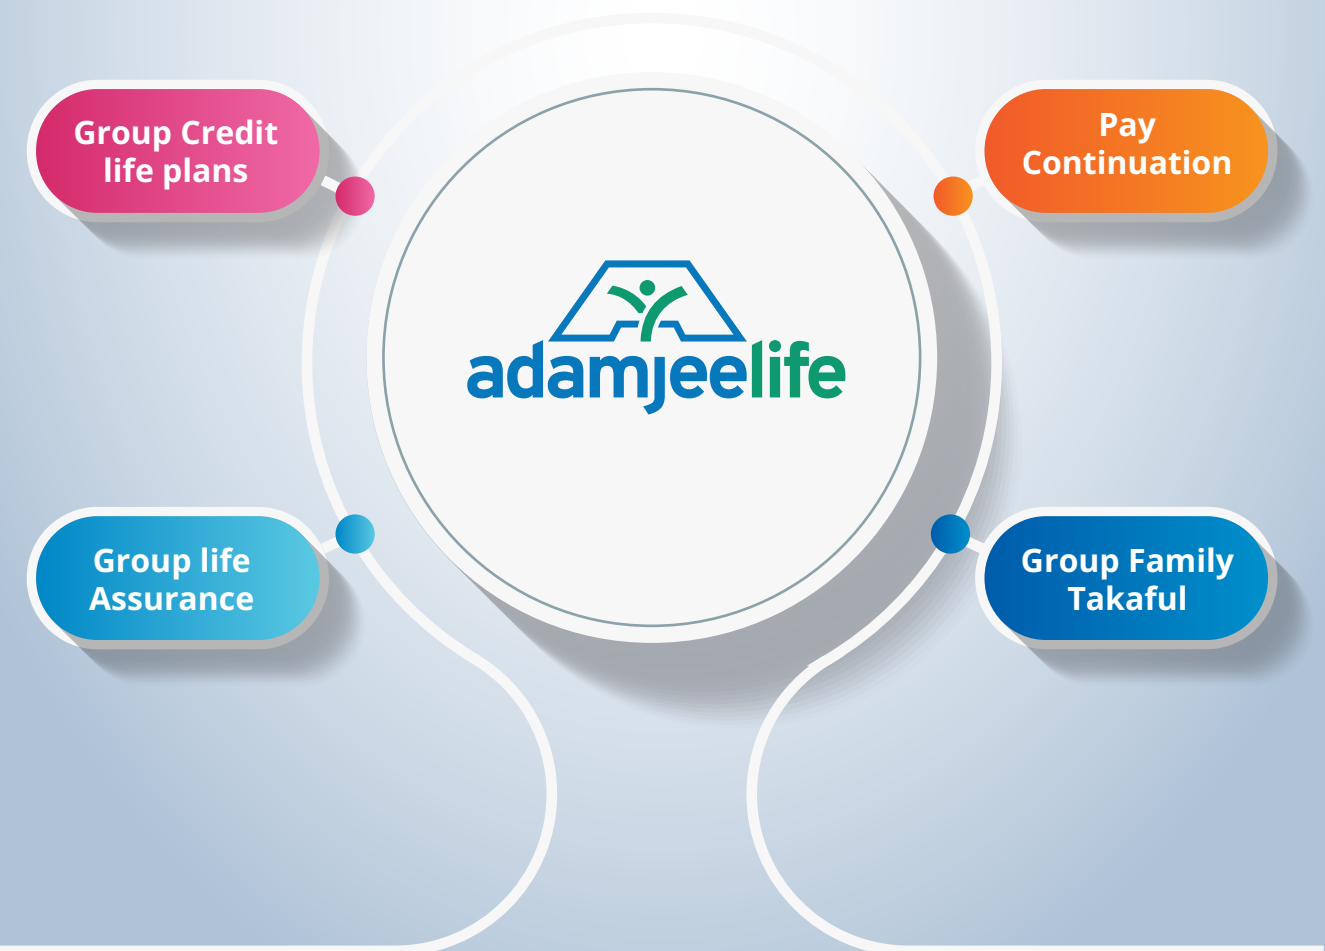 Group Credit
life plans
Pay
Continuation
adamjeelife
Group life
Assurance
Group Family
Takaful